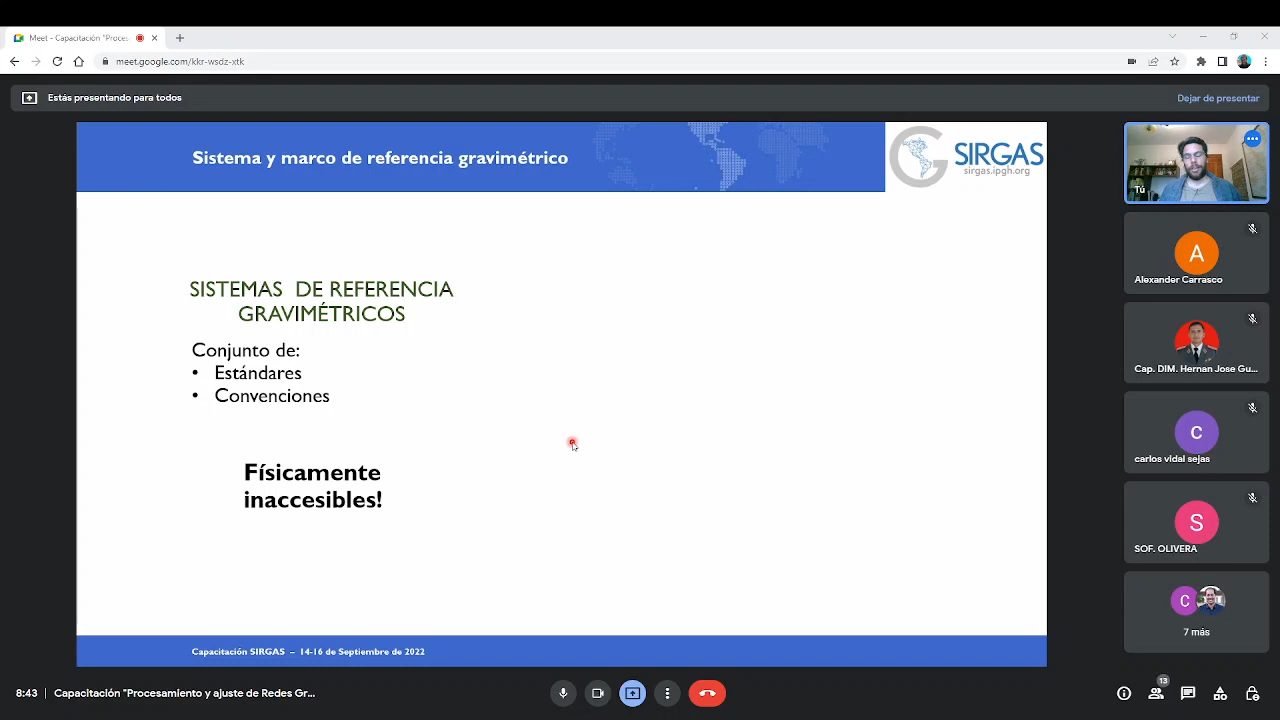 Meet - Capacitación "Proces
meet.google.com/kkr-wsdz-xtk
Estás presentando para todos
Dejar de presentar
Sistema y marco de referencia gravimétrico
SIRGAS
sirgas.ipgh.org
SISTEMAS DE REFERENCIA
GRAVIMÉTRICOS
Conjunto de:
• Estándares
• Convenciones
Físicamente
inaccesibles!
Capacitación SIRGAS – 14-16 de Septiembre de 2022
Tú
A
Alexander Carrasco
Cap. DIM. Hernan Jose Gu...
c
carlos vidal sejas
S
SOF. OLIVERA
C
7 más
8:43 | Capacitación "Procesamiento y ajuste de Redes Gr...
13